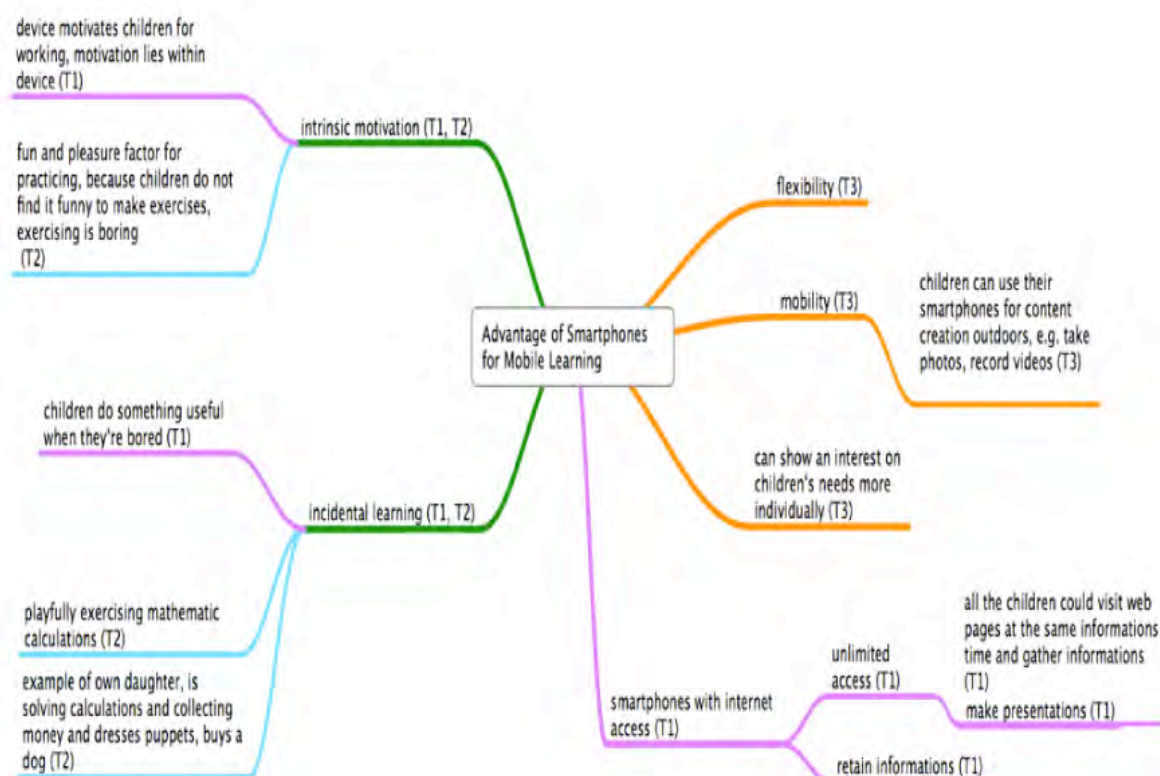 device motivates children for
working, motivation lies within
device (T1)
intrinsic motivation (T1, T2)
fun and pleasure factor for
practicing, because children do not
find it funny to make exercises,
exercising is boring
(T2)
flexibility (T3)
mobility (T3)
children can use their
smartphones for content
creation outdoors, e.g. take
photos, record videos (T3)
Advantage of Smartphones
for Mobile Learning
children do something useful
when they're bored (T1)
can show an interest on
children's needs more
individually (T3)
incidental learning (T1, T2)
playfully exercising mathematic
calculations (T2)
example of own daughter, is
solving calculations and collecting
money and dresses puppets, buys a
dog (T2)
smartphones with internet
access (T1)
unlimited
access (T1)
all the children could visit web
pages at the same informations
time and gather informations
(T1)
make presentations (T1)
retain informations (T1)